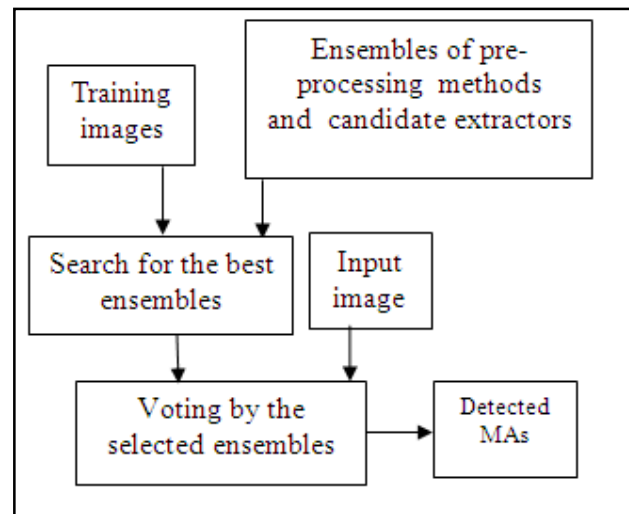 Ensembles of pre-
processing methods
and candidate extractors
Training
images
Search for the best
ensembles
Input
image
Voting by the
selected ensembles
Detected
MAs